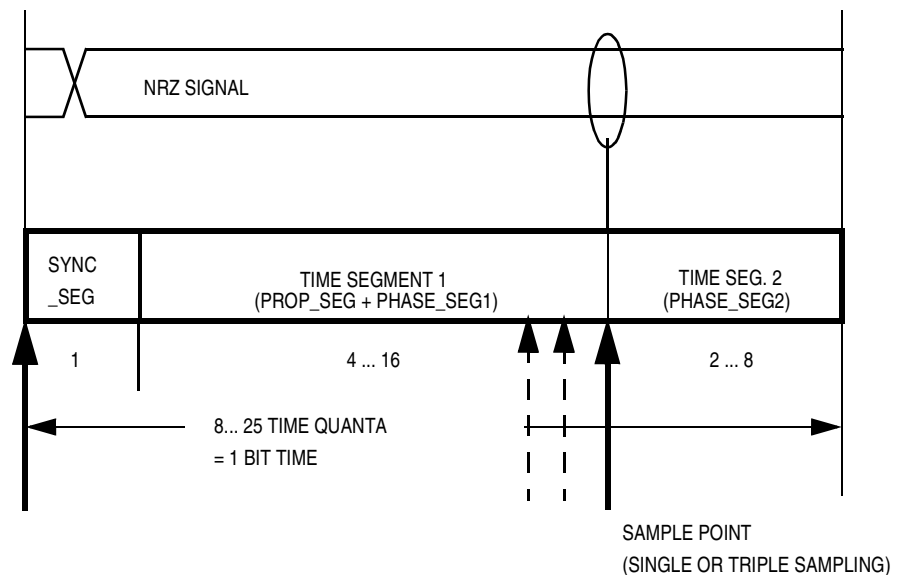 NRZ SIGNAL
SYNC
_SEG
TIME SEGMENT 1
(PROP_SEG + PHASE_SEG1)
TIME SEG. 2
(PHASE_SEG2)
1
4 ... 16
2 ... 8
8... 25 TIME QUANTA
= 1 BIT TIME
SAMPLE POINT
(SINGLE OR TRIPLE SAMPLING)